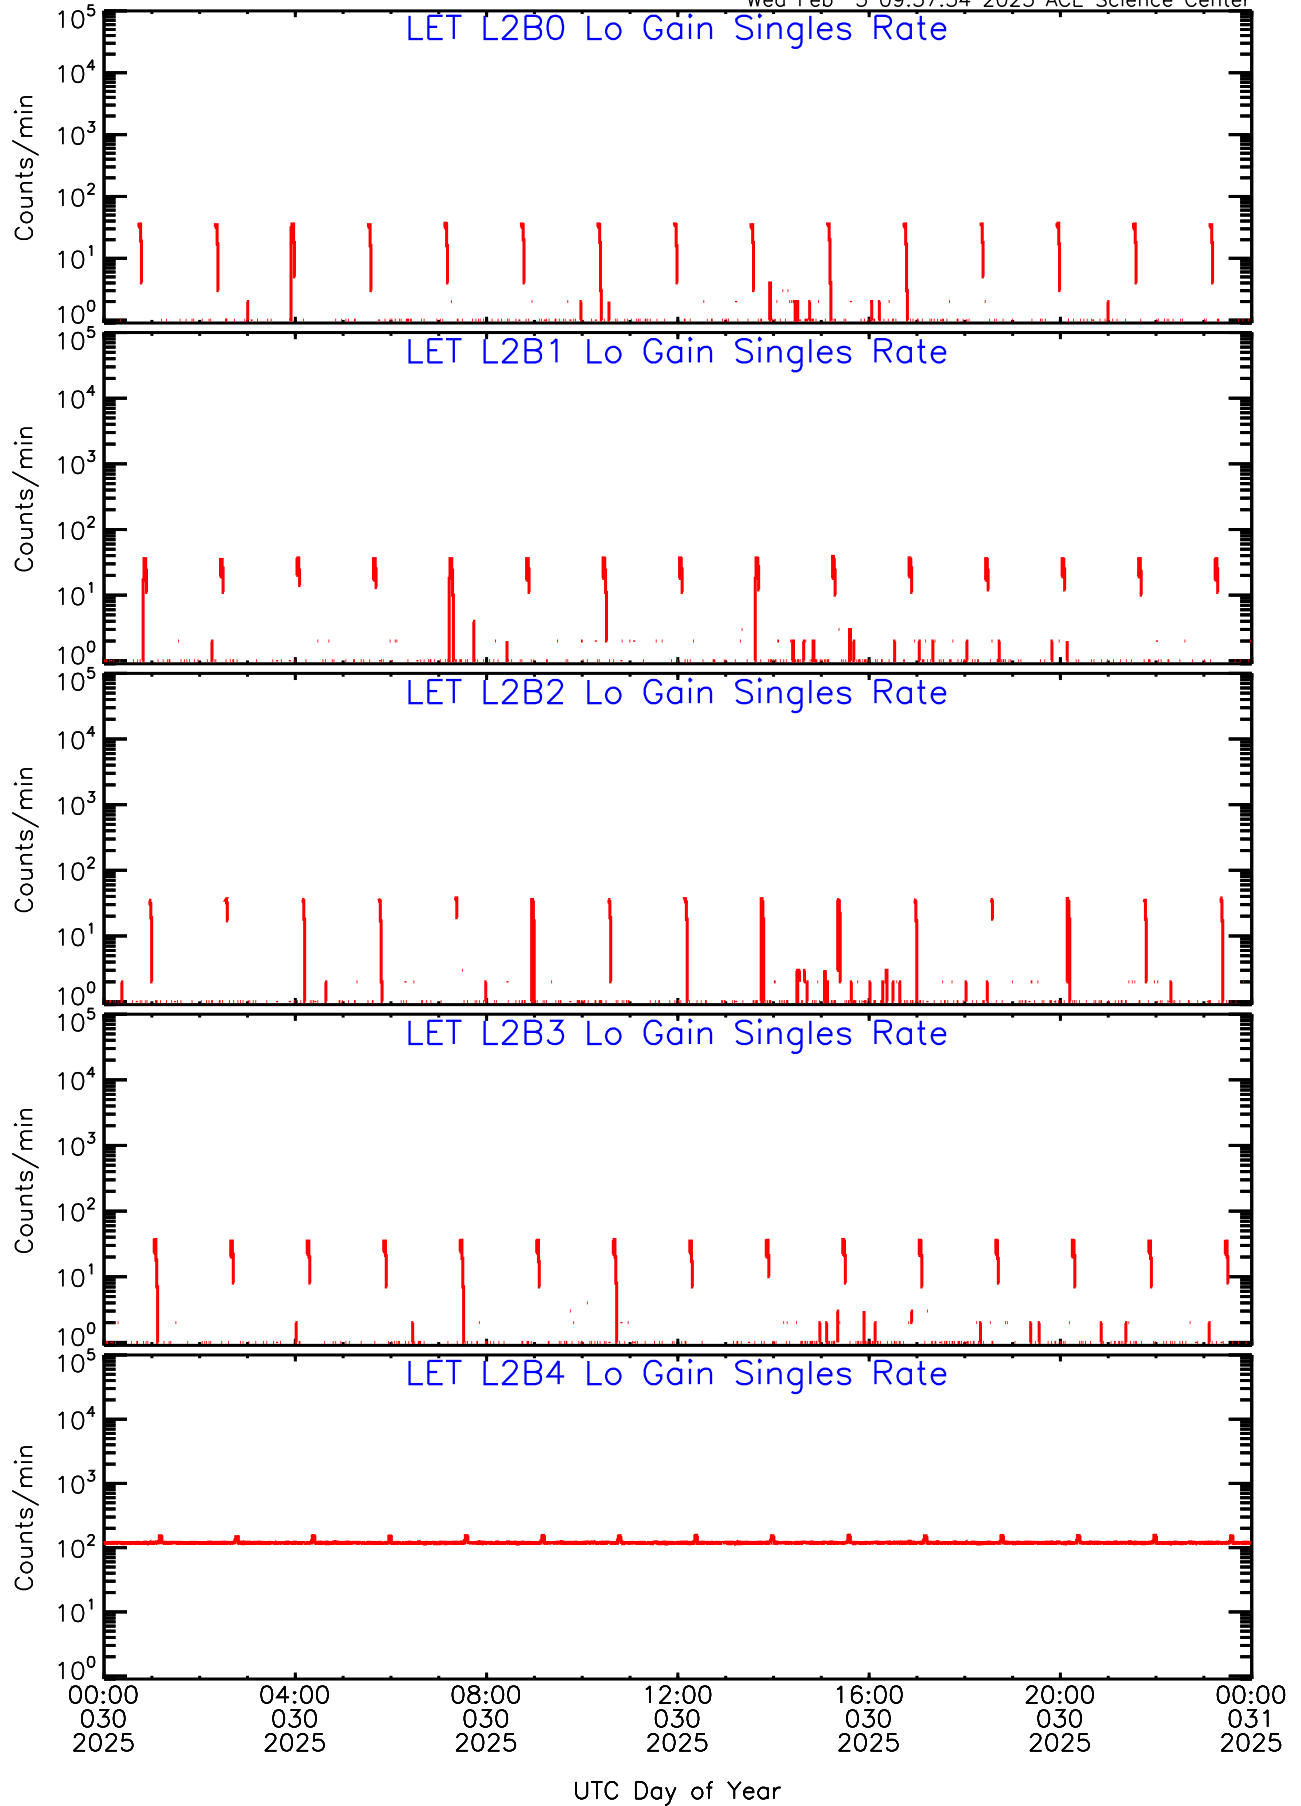 LET L2B0 Lo Gain Singles Rate
Counts/min
10^5
10^4
10^3
10^2
10^1
10^0
LET L2B1 Lo Gain Singles Rate
Counts/min
10^5
10^4
10^3
10^2
10^1
10^0
LET L2B2 Lo Gain Singles Rate
Counts/min
10^5
10^4
10^3
10^2
10^1
10^0
LET L2B3 Lo Gain Singles Rate
Counts/min
10^5
10^4
10^3
10^2
10^1
10^0
LET L2B4 Lo Gain Singles Rate
Counts/min
10^5
10^4
10^3
10^2
10^1
10^0
00:00 04:00 08:00 12:00 16:00 20:00 00:00
030 030 030 030 030 030 031
2025 2025 2025 2025 2025 2025 2025
UTC Day of Year